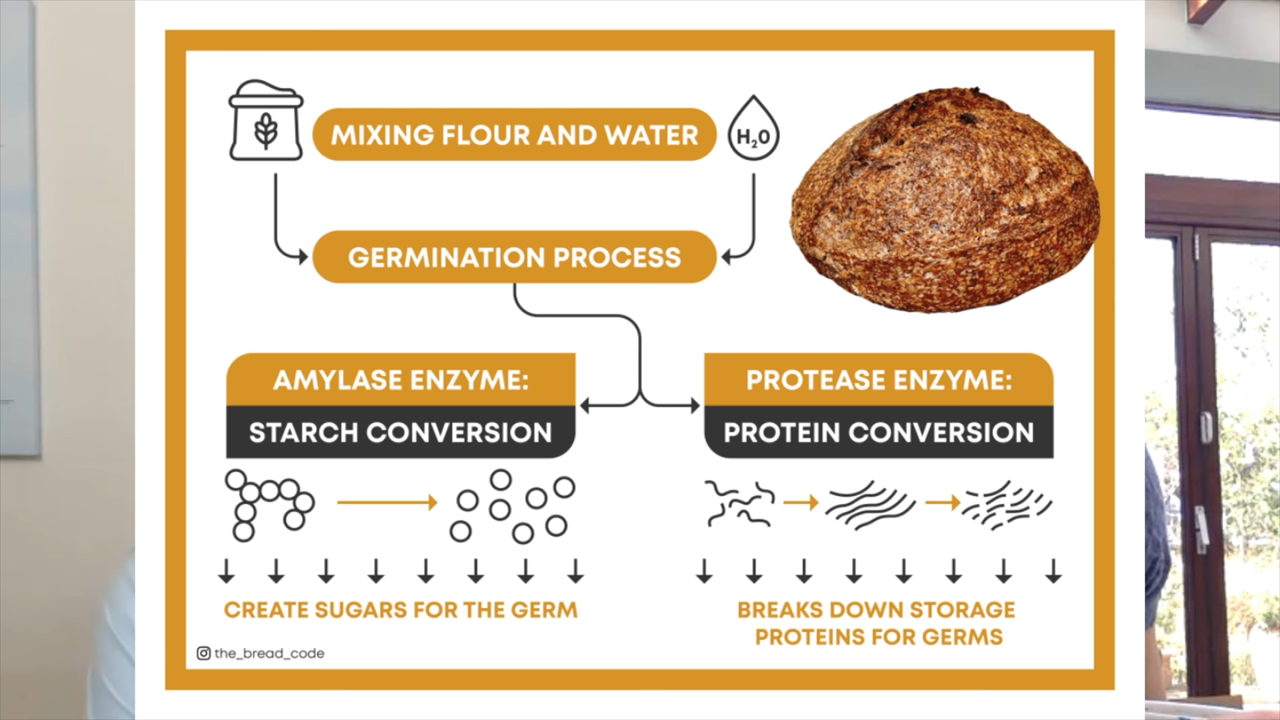 MIXING FLOUR AND WATER
H₂0
GERMINATION PROCESS
AMYLASE ENZYME:
STARCH CONVERSION
PROTEASE ENZYME:
PROTEIN CONVERSION
CREATE SUGARS FOR THE GERM
BREAKS DOWN STORAGE
PROTEINS FOR GERMS
the_bread_code